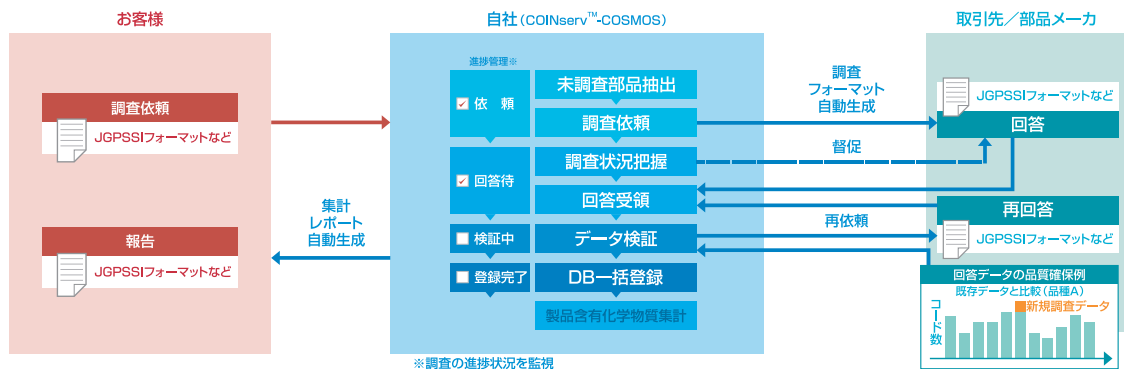 お客様
調査依頼
JGPSSIフォーマットなど
報告
JGPSSIフォーマットなど
集計
レポート
自動生成
自社(COINserv™-COSMOS)
進捗管理※
依 頼
回答待
検証中
登録完了
未調査部品抽出
調査依頼
調査状況把握
回答受領
データ検証
DB一括登録
製品含有化学物質集計
※調査の進捗状況を監視
調査
フォーマット
自動生成
督促
再依頼
取引先／部品メーカ
JGPSSIフォーマットなど
回答
再回答
JGPSSIフォーマットなど
回答データの品質確保例
既存データと比較(品種A)
新規調査データ
コード数